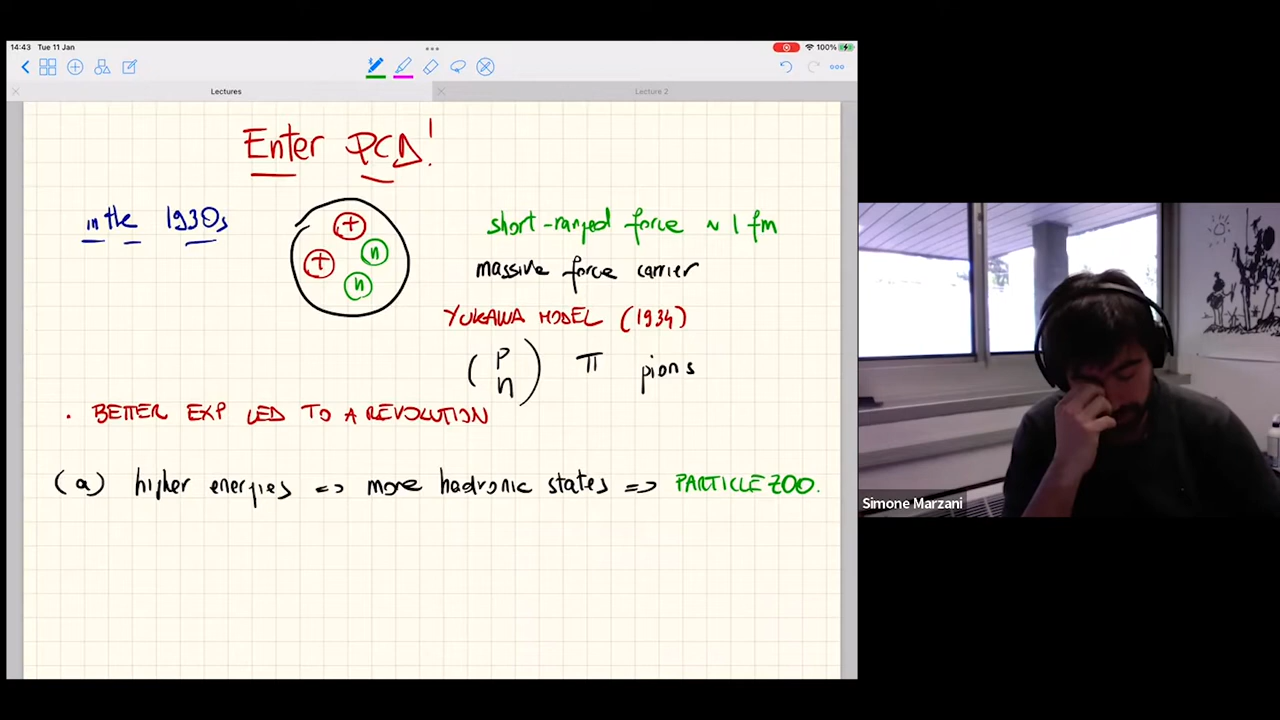 14:43 Tue 11 Jan
100%
Lectures
Lecture 2
Enter QCD!
in the 1930s
+
+
n
n
short-ranged force ~ 1 fm
massive force carrier
YUKAWA MODEL (1934)
(p n) π pions
. BETTER EXP LED TO A REVOLUTION
(a) higher energies => more hadronic states => PARTICLE ZOO.
Simone Marzani